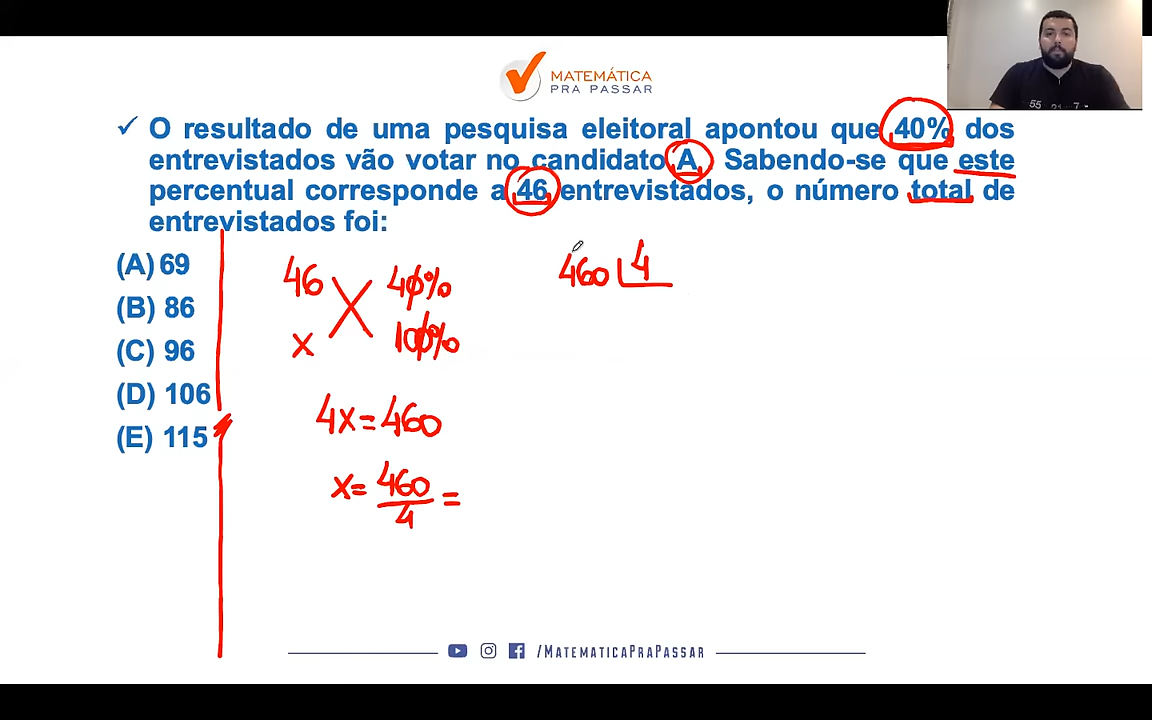 MATEMÁTICA
PRA PASSAR
✓ O resultado de uma pesquisa eleitoral apontou que 40% dos
entrevistados vão votar no candidato A. Sabendo-se que este
percentual corresponde a 46 entrevistados, o número total de
entrevistados foi:
(A) 69
(B) 86
(C) 96
(D) 106
(E) 115
46 40%
x 100%
4x = 460
x = 460/4 =
460 4
/MATEMATICAPRAPASSAR